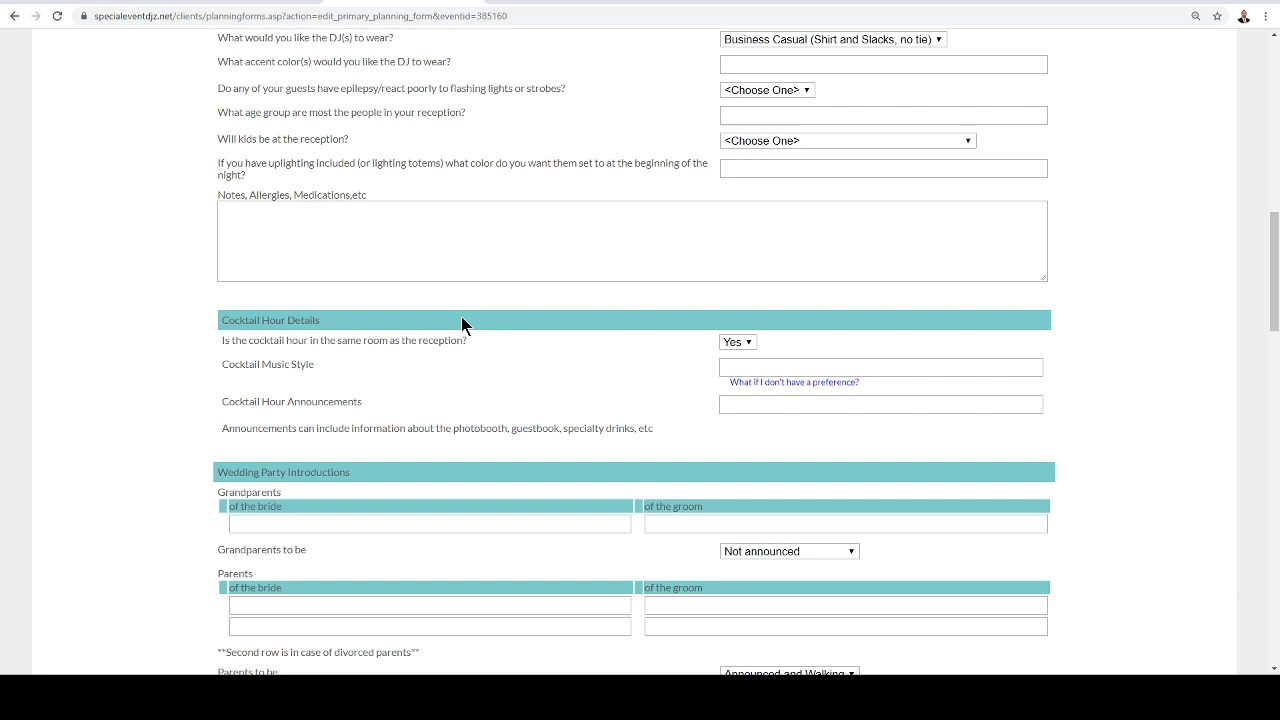 specialeventdjz.net/clients/planningforms.asp?action=edit_primary_planning_form&eventid=385160
What would you like the DJ(s) to wear?
Business Casual (Shirt and Slacks, no tie)
What accent color(s) would you like the DJ to wear?
Do any of your guests have epilepsy/react poorly to flashing lights or strobes?
<Choose One>
What age group are most the people in your reception?
Will kids be at the reception?
<Choose One>
If you have uplighting included (or lighting totems) what color do you want them set to at the beginning of the
night?
Notes, Allergies, Medications,etc
Cocktail Hour Details
Is the cocktail hour in the same room as the reception?
Yes
Cocktail Music Style
What if I don't have a preference?
Cocktail Hour Announcements
Announcements can include information about the photobooth, guestbook, specialty drinks, etc
Wedding Party Introductions
Grandparents
of the bride
of the groom
Grandparents to be
Not announced
Parents
of the bride
of the groom
**Second row is in case of divorced parents**
Parents to be
Announced and Walking